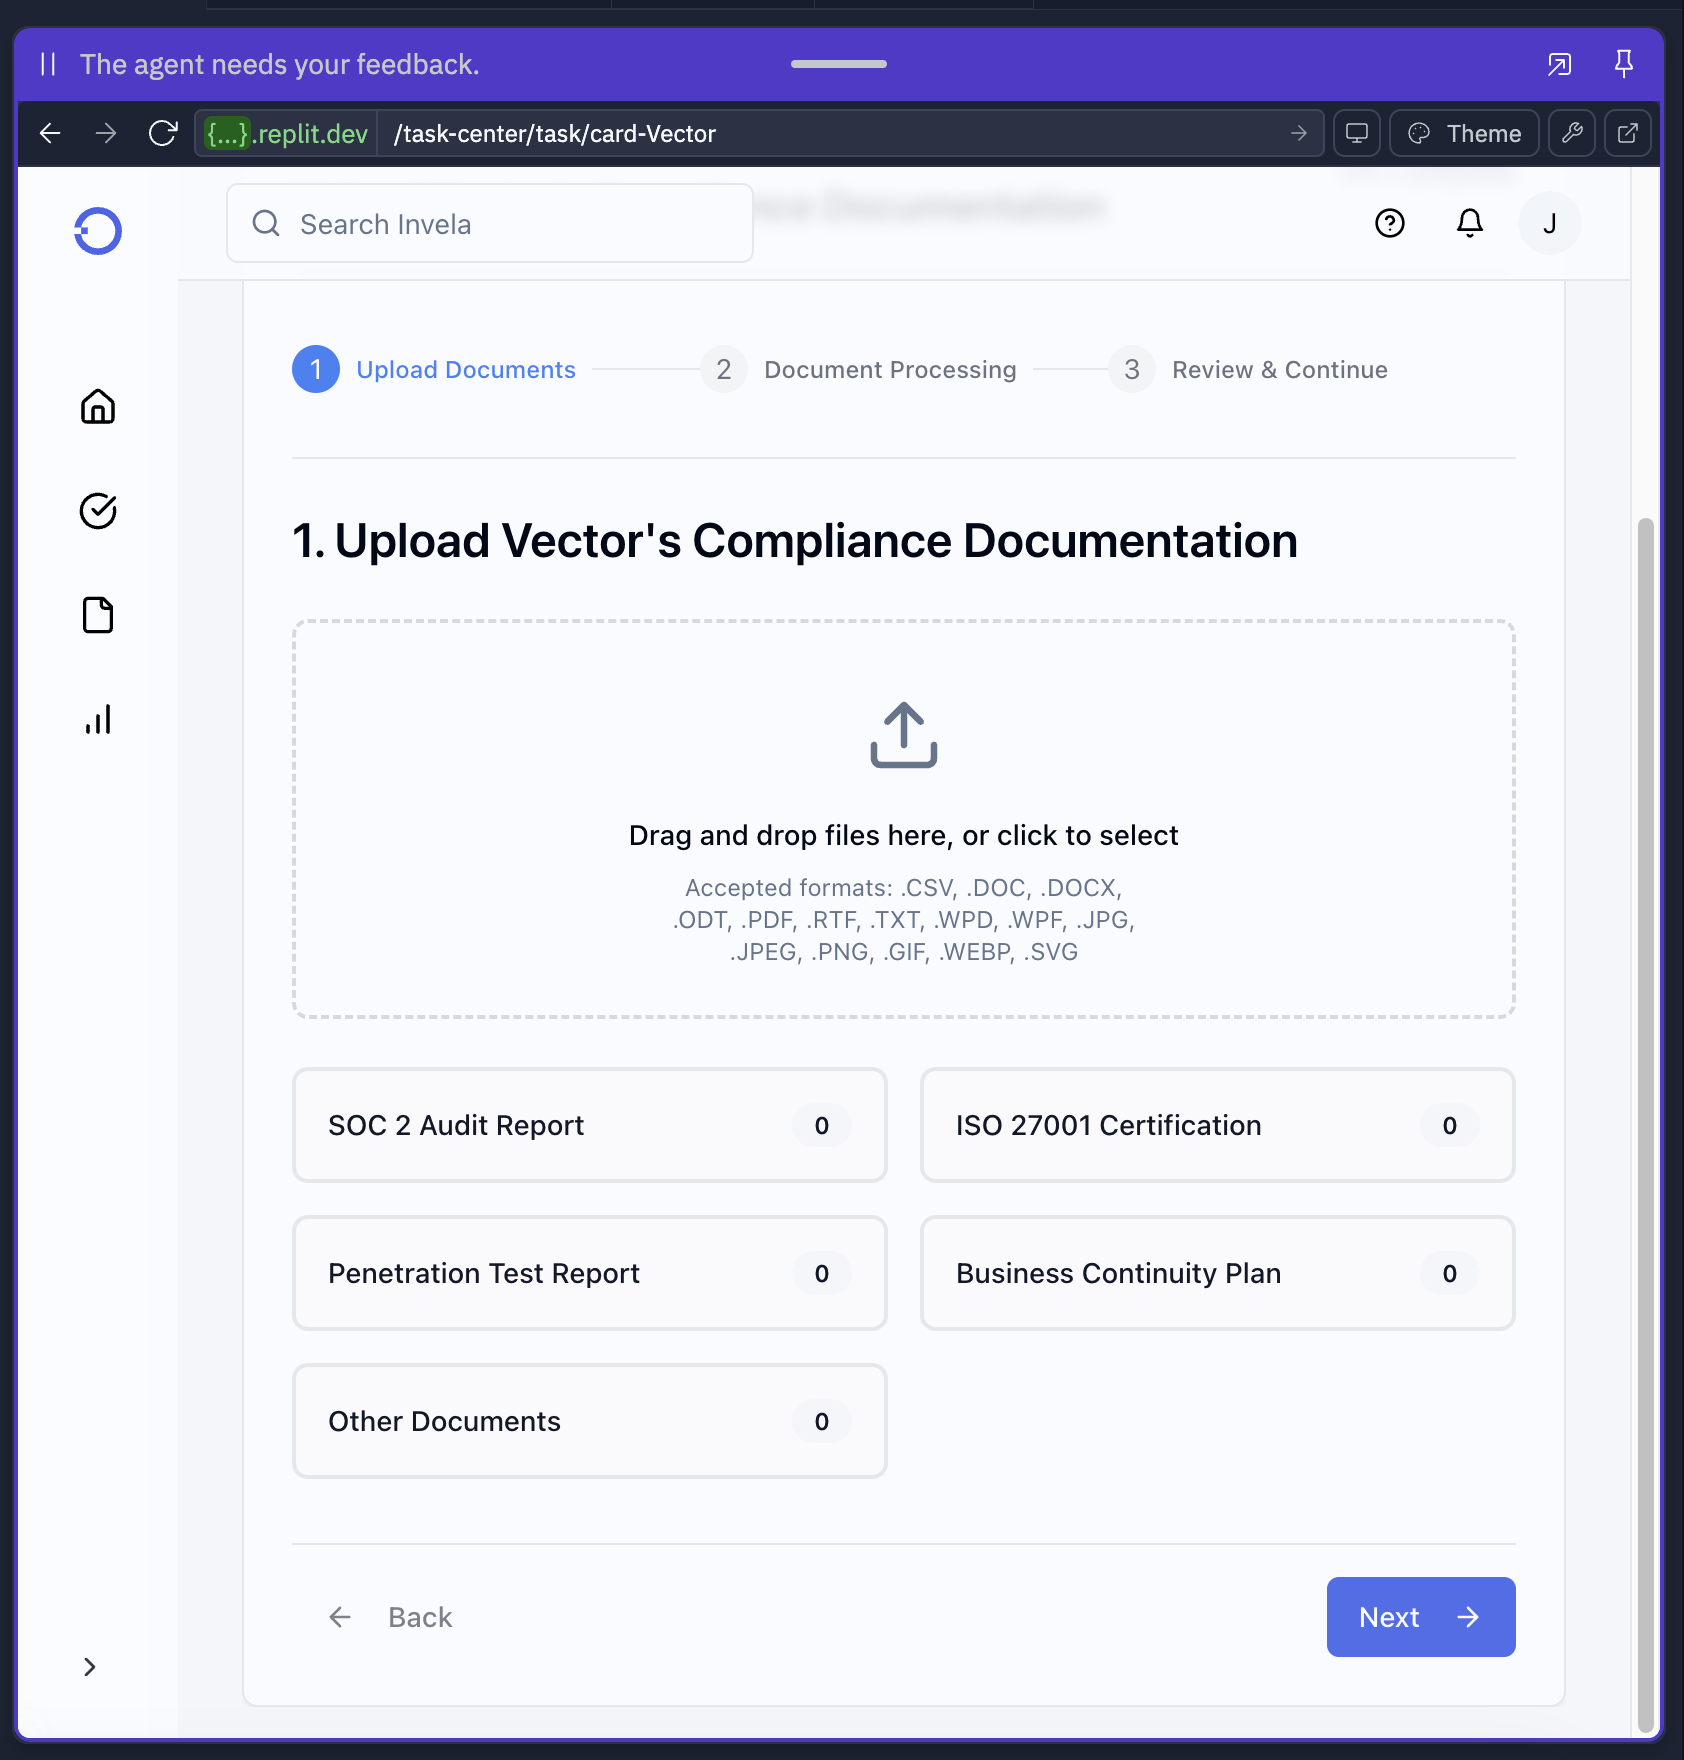 The agent needs your feedback.
{...}.replit.dev /task-center/task/card-Vector Theme
Search Invela
Documentation
J
1 Upload Documents 2 Document Processing 3 Review & Continue
1. Upload Vector's Compliance Documentation
Drag and drop files here, or click to select
Accepted formats: .CSV, .DOC, .DOCX,
.ODT, .PDF, .RTF, .TXT, .WPD, .WPF, .JPG,
.JPEG, .PNG, .GIF, .WEBP, .SVG
SOC 2 Audit Report 0
ISO 27001 Certification 0
Penetration Test Report 0
Business Continuity Plan 0
Other Documents 0
Back
Next